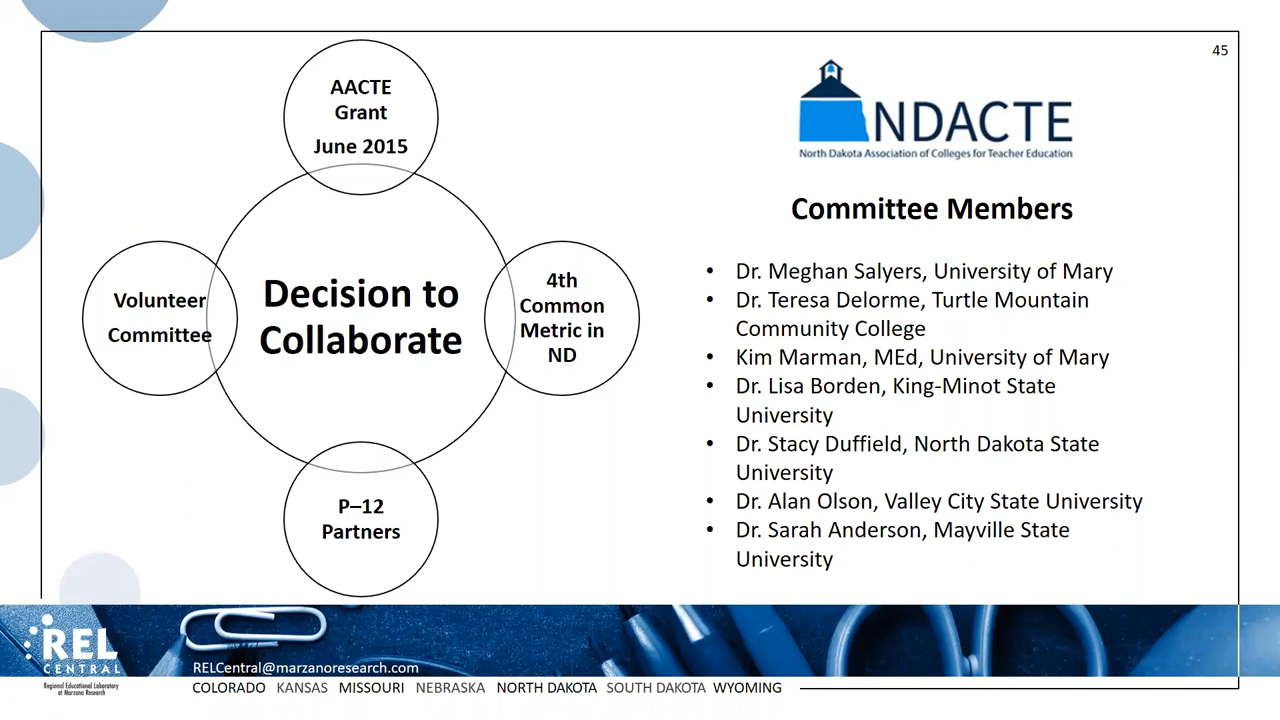 45
AACTE
Grant
June 2015
Volunteer
Committee
Decision to
Collaborate
4th
Common
Metric in
ND
P–12
Partners
NDACTE
North Dakota Association of Colleges for Teacher Education
Committee Members
• Dr. Meghan Salyers, University of Mary
• Dr. Teresa Delorme, Turtle Mountain
Community College
• Kim Marman, MEd, University of Mary
• Dr. Lisa Borden, King-Minot State
University
• Dr. Stacy Duffield, North Dakota State
University
• Dr. Alan Olson, Valley City State University
• Dr. Sarah Anderson, Mayville State
University
REL
CENTRAL
Regional Educational Laboratory
at Marzano Research
RELCentral@marzanoresearch.com
COLORADO KANSAS MISSOURI NEBRASKA NORTH DAKOTA SOUTH DAKOTA WYOMING